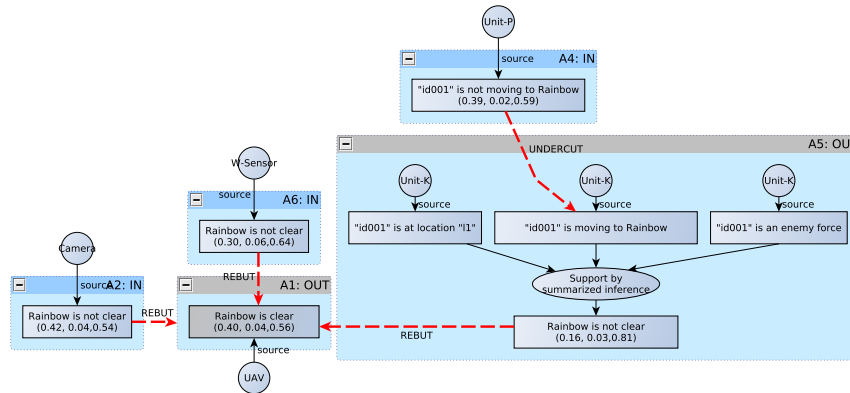 Unit-P
source
A4: IN
"id001" is not moving to Rainbow
(0.39, 0.02,0.59)
UNDERCUT
A5: OU
W-Sensor
source
A6: IN
Rainbow is not clear
(0.30, 0.06,0.64)
REBUT
Unit-K
source
Unit-K
source
Unit-K
source
"id001" is at location "l1"
"id001" is moving to Rainbow
"id001" is an enemy force
Support by
summarized inference
Rainbow is not clear
(0.16, 0.03,0.81)
REBUT
Camera
source
A2: IN
Rainbow is not clear
(0.42, 0.04,0.54)
REBUT
A1: OUT
Rainbow is clear
(0.40, 0.04,0.56)
source
UAV